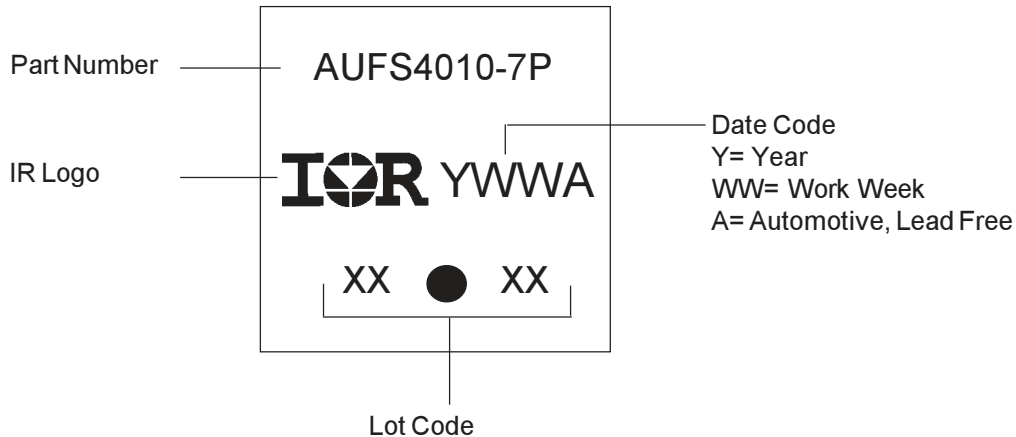 Part Number
AUFS4010-7P
IR Logo
IOR YWWA
Date Code
Y= Year
WW= Work Week
A= Automotive, Lead Free
XX XX
Lot Code